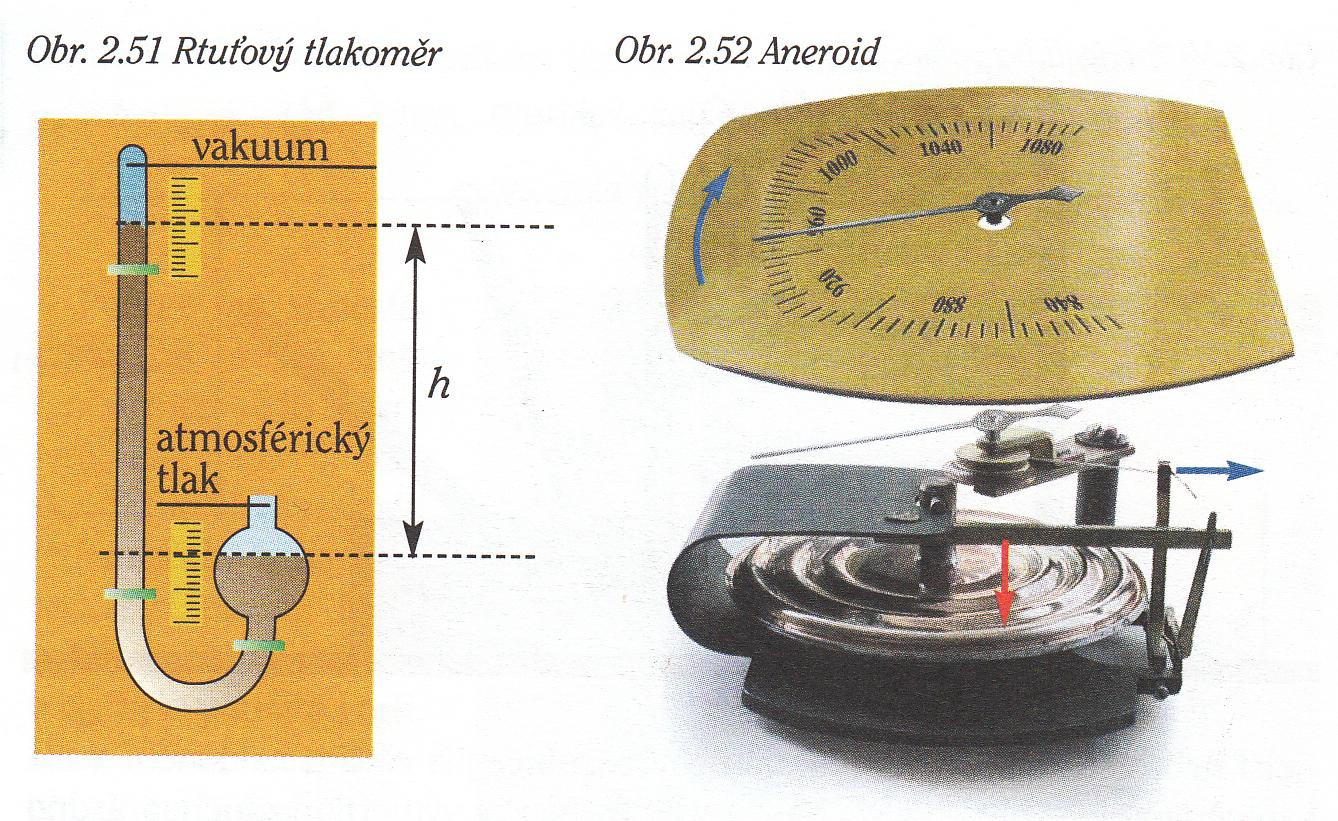 Obr. 2.51 Rtuťový tlakoměr
vakuum
h
atmosférický
tlak
Obr. 2.52 Aneroid
1000
1040
1080
960
920
880
840